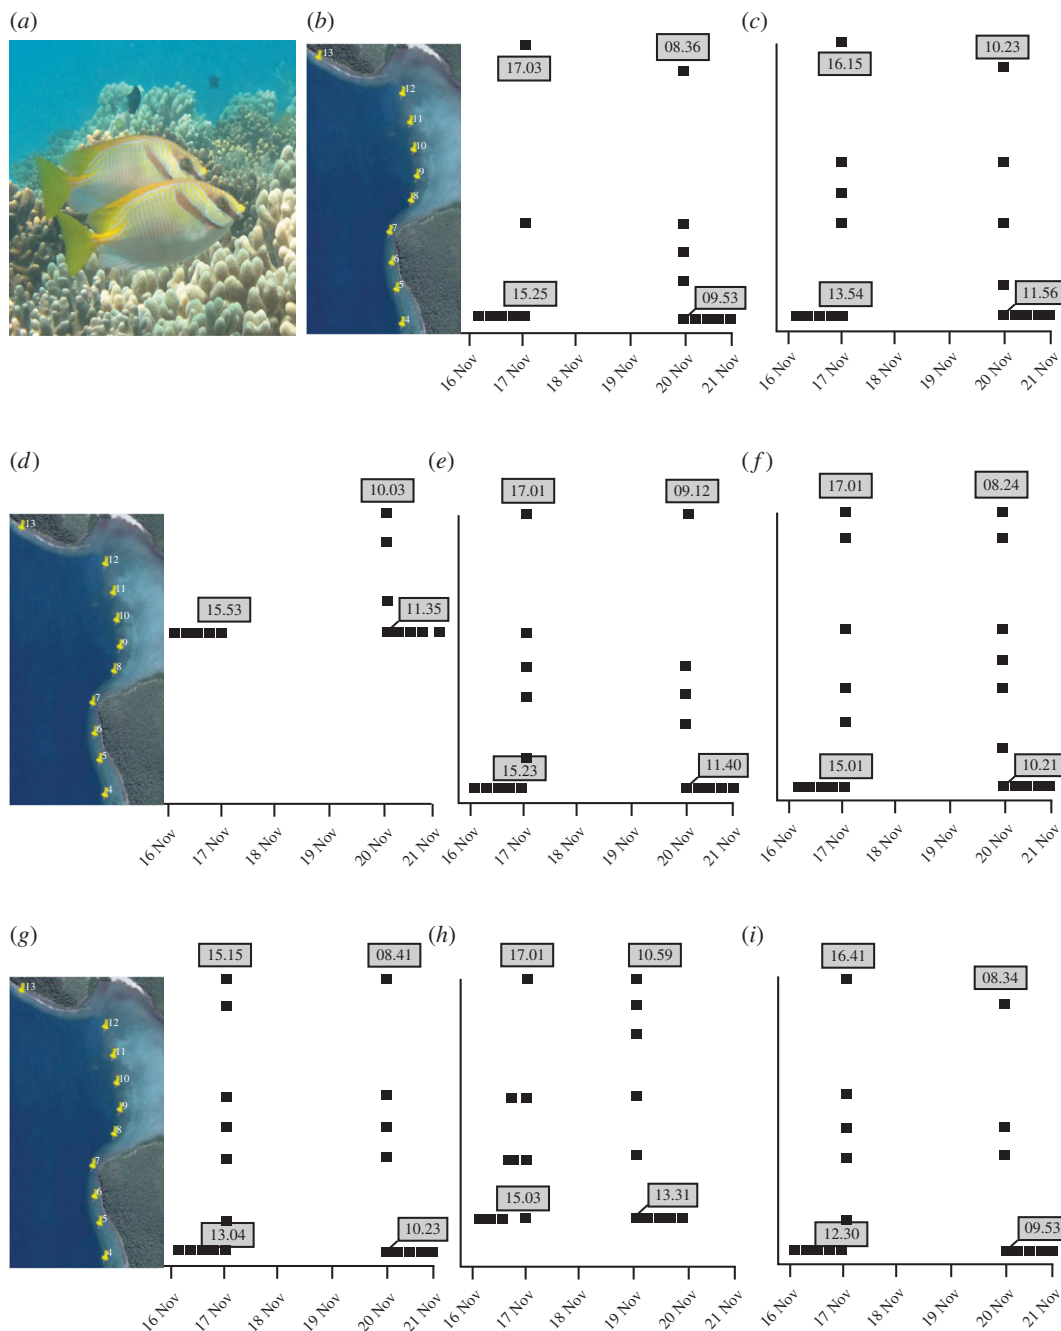 (a)
(b)
(c)
13
12
11
10
9
8
7
6
5
4
17.03
08.36
15.25
09.53
16 Nov
17 Nov
18 Nov
19 Nov
20 Nov
21 Nov
16.15
10.23
13.54
11.56
16 Nov
17 Nov
18 Nov
19 Nov
20 Nov
21 Nov
(d)
(e)
(f)
13
12
11
10
9
8
7
6
5
4
10.03
15.53
11.35
16 Nov
17 Nov
18 Nov
19 Nov
20 Nov
21 Nov
17.01
09.12
15.23
11.40
16 Nov
17 Nov
18 Nov
19 Nov
20 Nov
21 Nov
17.01
08.24
15.01
10.21
16 Nov
17 Nov
18 Nov
19 Nov
20 Nov
21 Nov
(g)
(h)
(i)
13
12
11
10
9
8
7
6
5
4
15.15
08.41
13.04
10.23
16 Nov
17 Nov
18 Nov
19 Nov
20 Nov
21 Nov
17.01
10.59
15.03
13.31
16 Nov
17 Nov
18 Nov
19 Nov
20 Nov
21 Nov
16.41
08.34
12.30
09.53
16 Nov
17 Nov
18 Nov
19 Nov
20 Nov
21 Nov